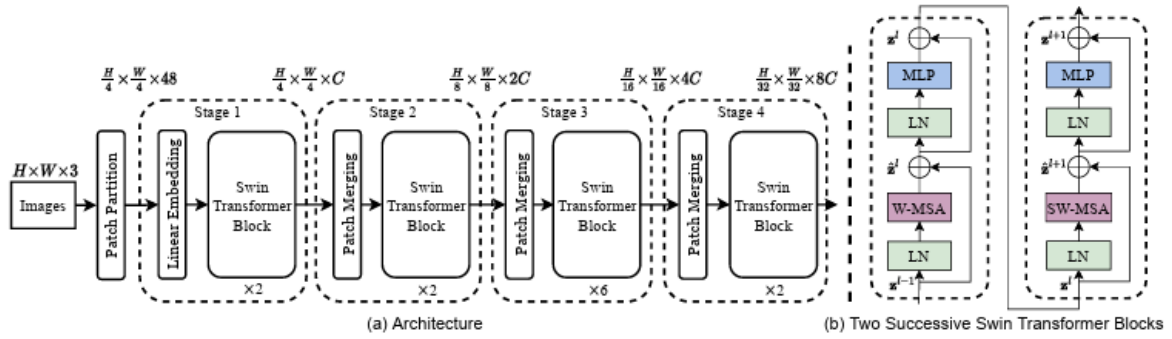 H/4 × W/4 × 48
H/4 × W/4 × C
H/8 × W/8 × 2C
H/16 × W/16 × 4C
H/32 × W/32 × 8C
Stage 1
Stage 2
Stage 3
Stage 4
H×W×3
Images
Patch Partition
Linear Embedding
Swin
Transformer
Block
×2
Patch Merging
Swin
Transformer
Block
×2
Patch Merging
Swin
Transformer
Block
×6
Patch Merging
Swin
Transformer
Block
×2
(a) Architecture
z^l
MLP
LN
ẑ^l
W-MSA
LN
z^{l-1}
z^{l+1}
MLP
LN
ẑ^{l+1}
SW-MSA
LN
z^l
(b) Two Successive Swin Transformer Blocks